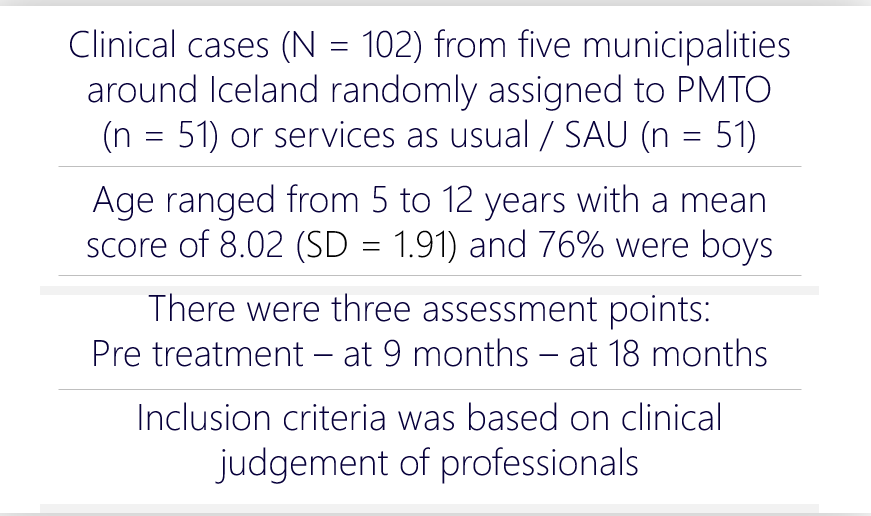 Clinical cases (N = 102) from five municipalities
around Iceland randomly assigned to PMTO
(n = 51) or services as usual / SAU (n = 51)
Age ranged from 5 to 12 years with a mean
score of 8.02 (SD = 1.91) and 76% were boys
There were three assessment points:
Pre treatment – at 9 months – at 18 months
Inclusion criteria was based on clinical
judgement of professionals